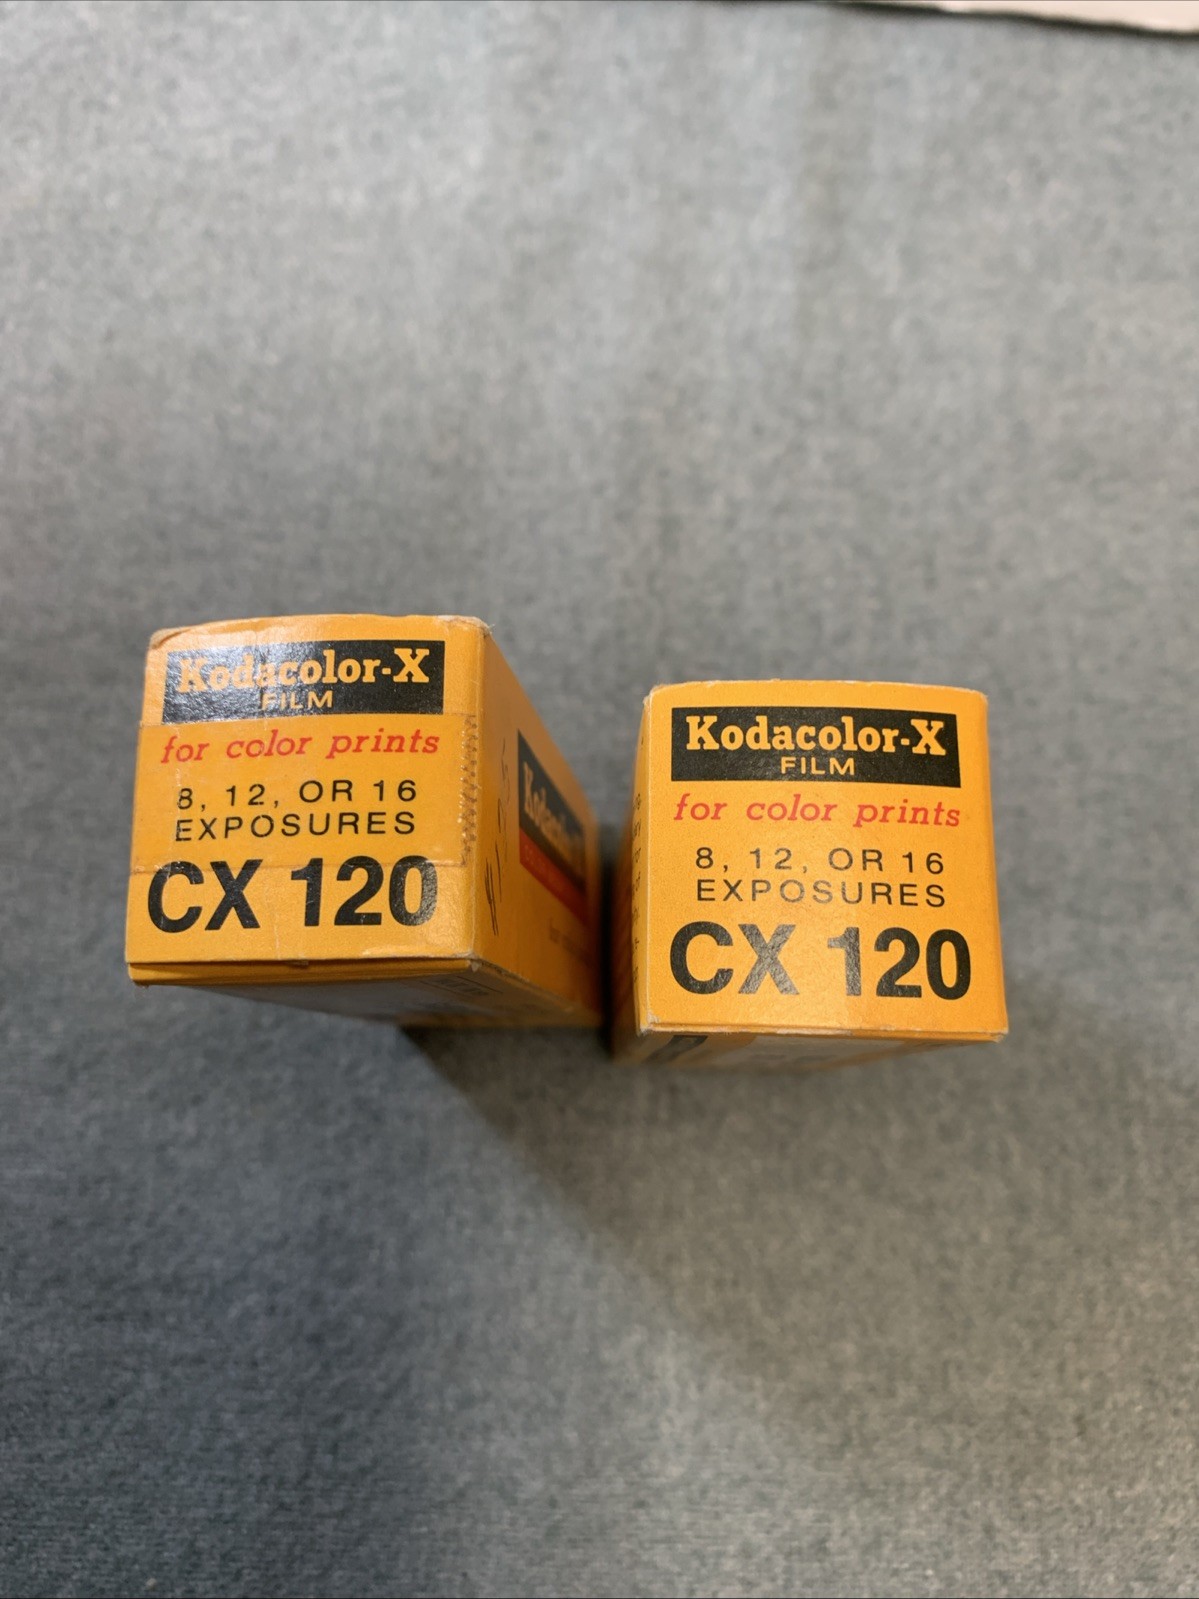 Kodacolor-X
FILM
for color prints
8, 12, OR 16
EXPOSURES
CX 120
Kodacolor-X
FILM
for color prints
8, 12, OR 16
EXPOSURES
CX 120